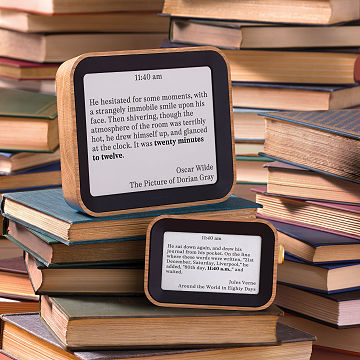 11:40 am
He hesitated for some moments, with
a strangely immobile smile upon his
face. Then shivering, though the
atmosphere of the room was terribly
hot, he drew himself up, and glanced
at the clock. It was twenty minutes
to twelve.
Oscar Wilde
The Picture of Dorian Gray
11:40 am
He sat down again, and drew his
journal from his pocket. On the line
where these words were written, "21st
December, Saturday, Liverpool," he
added, "80th day, 11:40 a.m.," and
waited.
Jules Verne
Around the World in Eighty Days